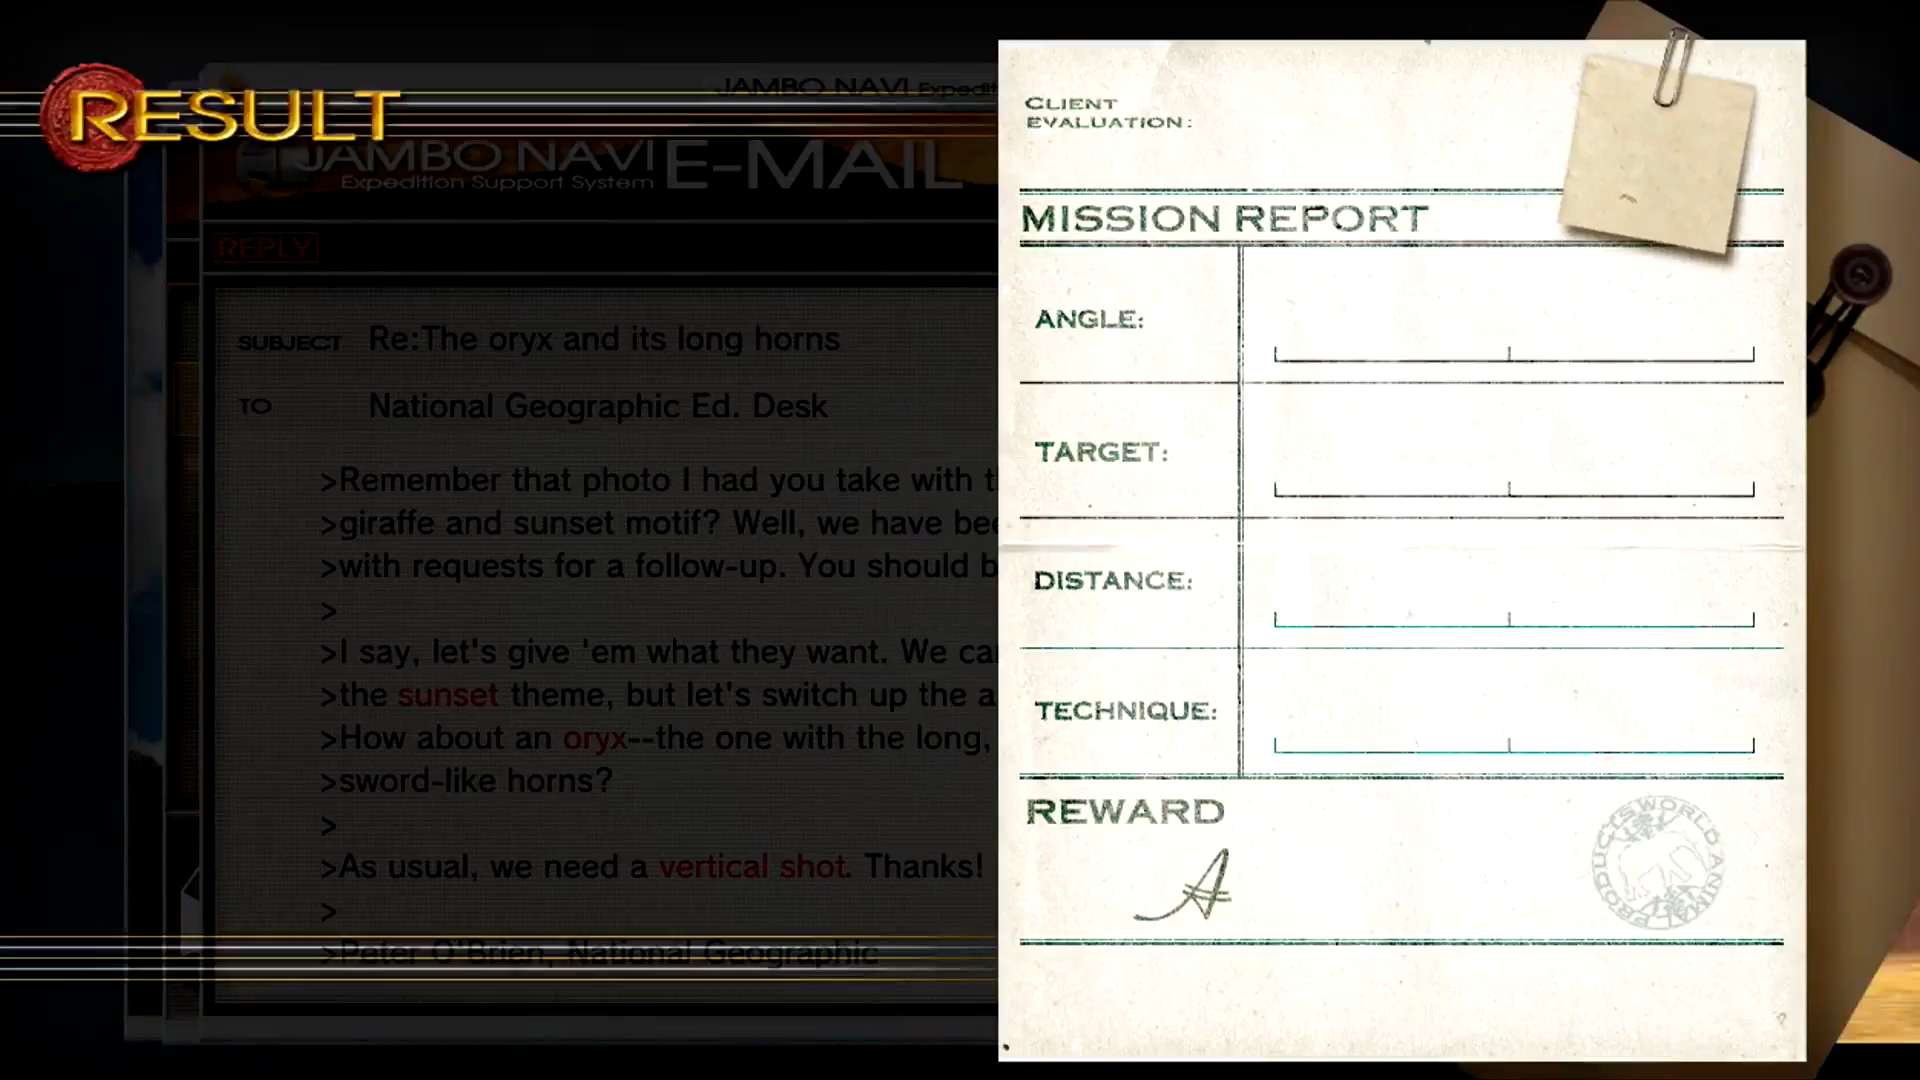 RESULT
JAMBO NAVI
JAMBO NAVI E-MAIL
Expedition Support System
REPLY
SUBJECT Re:The oryx and its long horns
TO National Geographic Ed. Desk
>Remember that photo I had you take with
>giraffe and sunset motif? Well, we have
>with requests for a follow-up. You should
>
>I say, let's give 'em what they want. We
>the sunset theme, but let's switch up the
>How about an oryx--the one with the long,
>sword-like horns?
>
>As usual, we need a vertical shot. Thanks!
>
>Peter O'Brien, National Geographic
CLIENT
EVALUATION:
MISSION REPORT
ANGLE:
TARGET:
DISTANCE:
TECHNIQUE:
REWARD
WORLD ANIMAL PRODUCTS